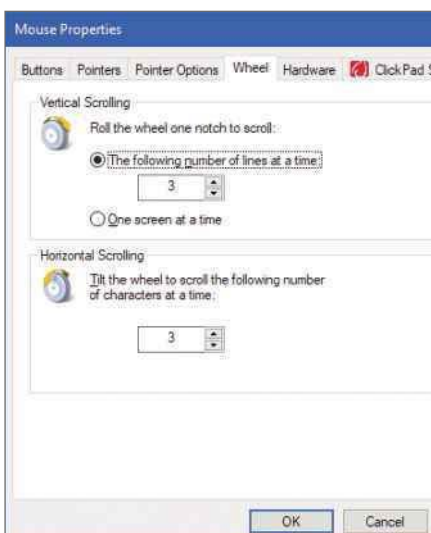 Mouse Properties
Buttons Pointers Pointer Options Wheel Hardware ClickPad S
Vertical Scrolling
Roll the wheel one notch to scroll:
The following number of lines at a time:
3
One screen at a time
Horizontal Scrolling
Tilt the wheel to scroll the following number
of characters at a time:
3
OK Cancel